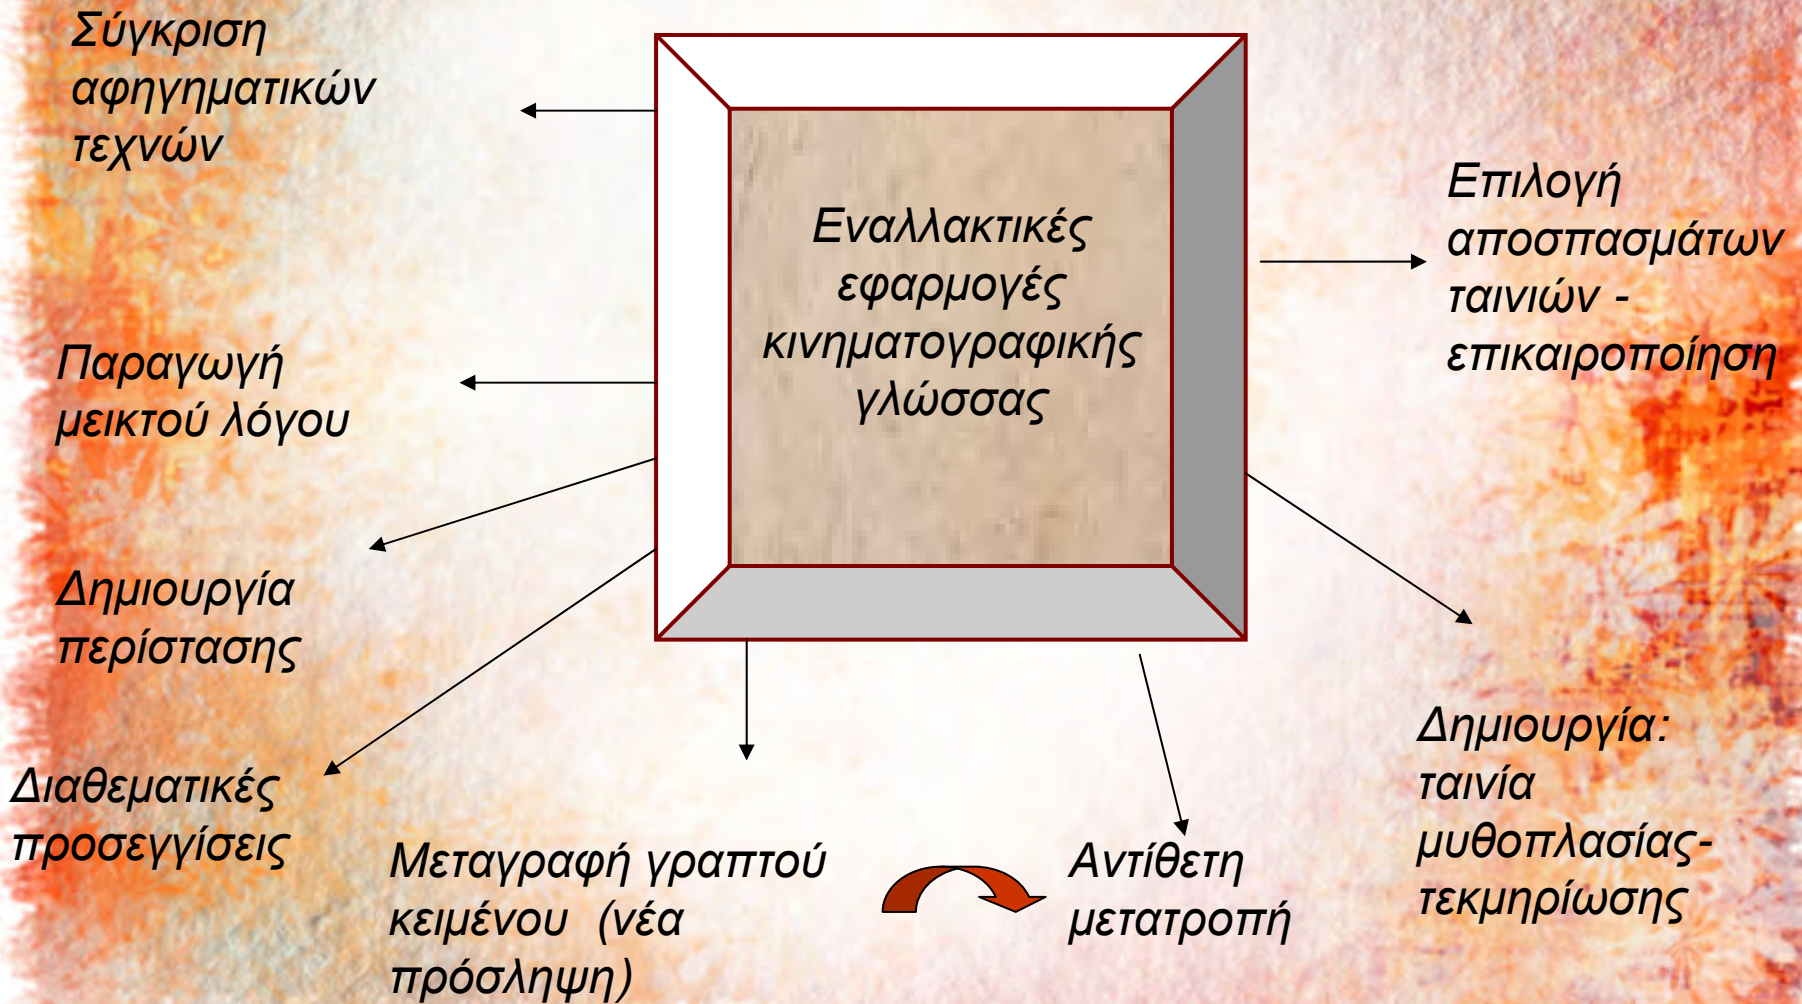 Σύγκριση
αφηγηματικών
τεχνών
Εναλλακτικές
εφαρμογές
κινηματογραφικής
γλώσσας
Επιλογή
αποσπασμάτων
ταινιών -
επικαιροποίηση
Παραγωγή
μεικτού λόγου
Δημιουργία
περίστασης
Διαθεματικές
προσεγγίσεις
Μεταγραφή γραπτού
κειμένου (νέα
πρόσληψη)
Αντίθετη
μετατροπή
Δημιουργία:
ταινία
μυθοπλασίας-
τεκμηρίωσης